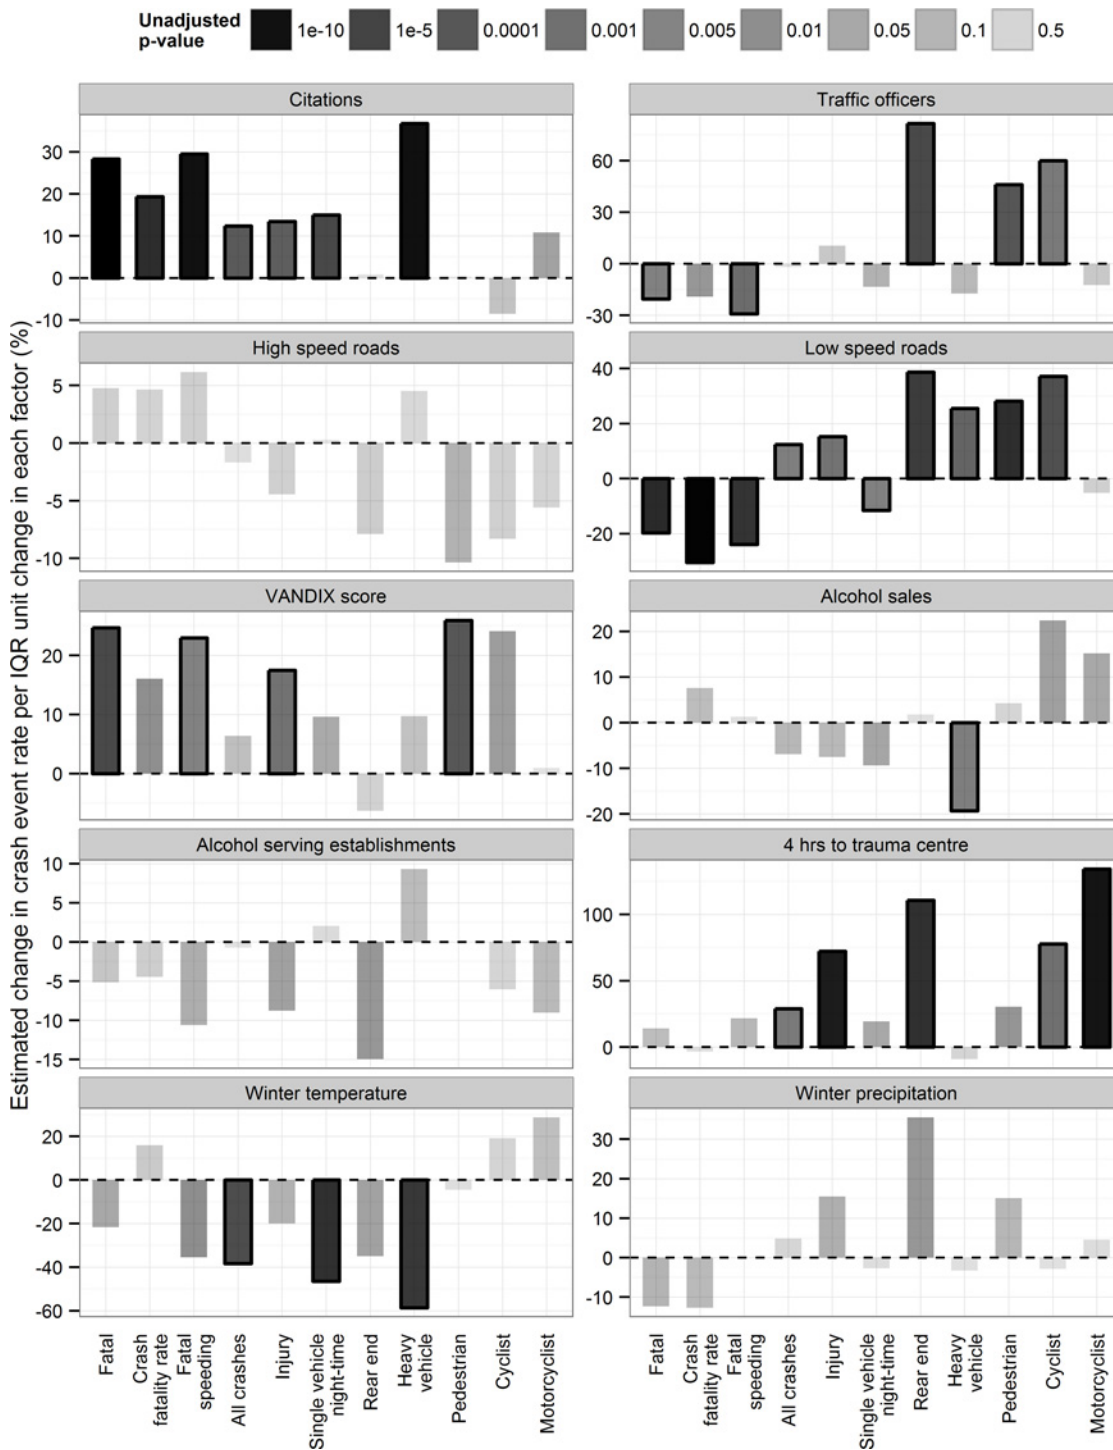 Unadjusted
p-value
1e-10 1e-5 0.0001 0.001 0.005 0.01 0.05 0.1 0.5
Estimated change in crash event rate per IQR unit change in each factor (%)
Citations
30
20
10
0
-10
Traffic officers
60
30
0
-30
High speed roads
5
0
-5
-10
Low speed roads
40
20
0
-20
VANDIX score
20
10
0
Alcohol sales
20
10
0
-10
-20
Alcohol serving establishments
10
5
0
-5
-10
-15
4 hrs to trauma centre
100
50
0
Winter temperature
20
0
-20
-40
-60
Winter precipitation
30
20
10
0
-10
Fatal
Crash
fatality rate
Fatal
speeding
All crashes
Injury
Single vehicle
night-time
Rear end
Heavy
vehicle
Pedestrian
Cyclist
Motorcyclist
Fatal
Crash
fatality rate
Fatal
speeding
All crashes
Injury
Single vehicle
night-time
Rear end
Heavy
vehicle
Pedestrian
Cyclist
Motorcyclist